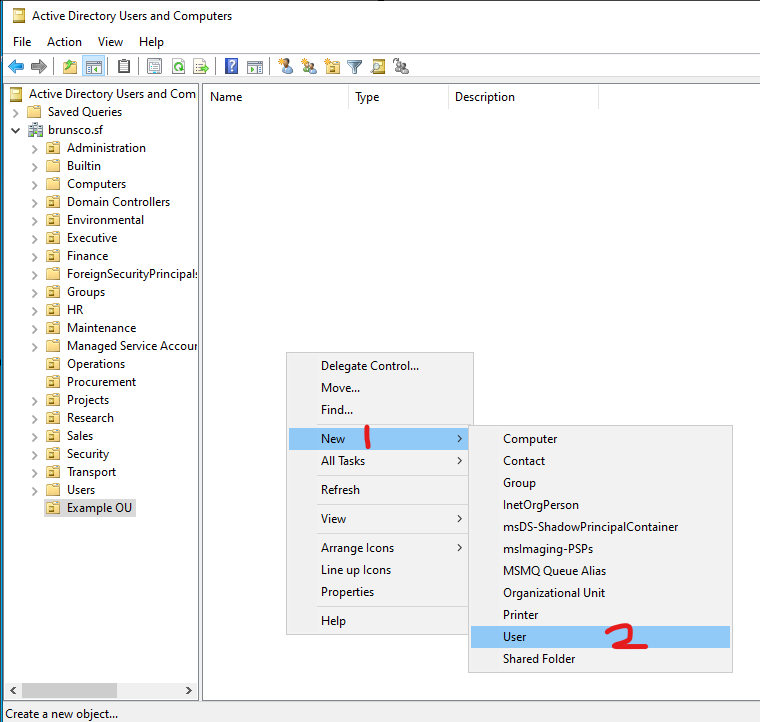 Active Directory Users and Computers
File Action View Help
Active Directory Users and Com
Saved Queries
brunsco.sf
Administration
Builtin
Computers
Domain Controllers
Environmental
Executive
Finance
ForeignSecurityPrincipals
Groups
HR
Maintenance
Managed Service Accour
Operations
Procurement
Projects
Research
Sales
Security
Transport
Users
Example OU
Name Type Description
Delegate Control...
Move...
Find...
New 1
All Tasks
Refresh
View
Arrange Icons
Line up Icons
Properties
Help
Computer
Contact
Group
InetOrgPerson
msDS-ShadowPrincipalContainer
msImaging-PSPs
MSMQ Queue Alias
Organizational Unit
Printer
User 2
Shared Folder
Create a new object...